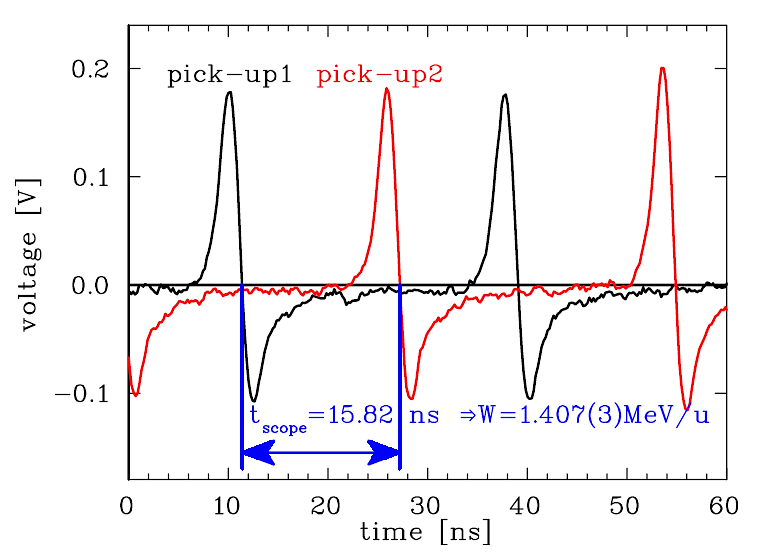 pick-up1 pick-up2
0.2
0.1
0.0
−0.1
voltage [V]
t_scope=15.82 ns ⇒W=1.407(3)MeV/u
0 10 20 30 40 50 60
time [ns]